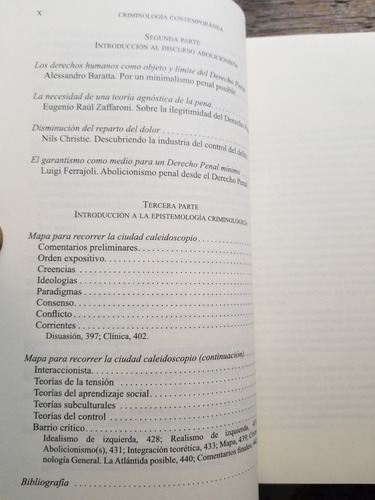 X CRIMINOLOGÍA CONTEMPORÁNEA
SEGUNDA PARTE
INTRODUCCIÓN AL DISCURSO ABOLICIONISTA
Los derechos humanos como objeto y límite del Derecho Penal
Alessandro Baratta. Por un minimalismo penal posible
La necesidad de una teoría agnóstica de la pena
Eugenio Raúl Zaffaroni. Sobre la ilegitimidad del Derecho
Disminución del reparto del dolor
Nils Christie. Descubriendo la industria del control del delito
El garantismo como medio para un Derecho Penal mínimo
Luigi Ferrajoli. Abolicionismo penal desde el Derecho Penal
TERCERA PARTE
INTRODUCCIÓN A LA EPISTEMOLOGÍA CRIMINOLÓGICA
Mapa para recorrer la ciudad caleidoscopio
Comentarios preliminares
Orden expositivo
Creencias
Ideologías
Paradigmas
Consenso
Conflicto
Corrientes
Disuasión, 397; Clínica, 402.
Mapa para recorrer la ciudad caleidoscopio (continuación)
Interaccionista
Teorías de la tensión
Teorías del aprendizaje social
Teorías subculturales
Teorías del control
Barrio crítico
Idealismo de izquierda, 428; Realismo de izquierda,
Abolicionismo(s), 431; Integración teorética, 433; Mapa, 439;
nología General. La Atlántida posible, 440; Comentarios finales,
Bibliografía